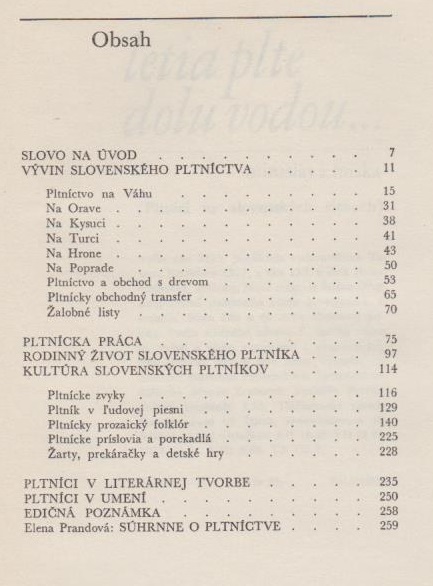 Obsah
letia plte
dolu vodou...
SLOVO NA ÚVOD . . . . . . . . . . 7
VÝVIN SLOVENSKÉHO PLTNÍCTVA . . . . . 11
Pltníctvo na Váhu . . . . . . . . . 15
Na Orave . . . . . . . . . . . 31
Na Kysuci . . . . . . . . . . . 38
Na Turci . . . . . . . . . . . 41
Na Hrone . . . . . . . . . . . 43
Na Poprade . . . . . . . . . . 50
Pltníctvo a obchod s drevom . . . . . . 53
Pltnícky obchodný transfer . . . . . . . 65
Žalobné listy . . . . . . . . . . 70
PLTNÍCKA PRÁCA . . . . . . . . . 75
RODINNÝ ŽIVOT SLOVENSKÉHO PLTNÍKA . . . 97
KULTÚRA SLOVENSKÝCH PLTNÍKOV . . . . 114
Pltnícke zvyky . . . . . . . . . . 116
Pltník v ľudovej piesni . . . . . . . . 129
Pltnícky prozaický folklór . . . . . . . 140
Pltnícke príslovia a porekadlá . . . . . . 225
Žarty, prekáračky a detské hry . . . . . . 228
PLTNÍCI V LITERÁRNEJ TVORBE . . . . . 235
PLTNÍCI V UMENÍ . . . . . . . . . 250
EDIČNÁ POZNÁMKA . . . . . . . . 258
Elena Prandová: SÚHRNNE O PLTNÍCTVE . . . . 259